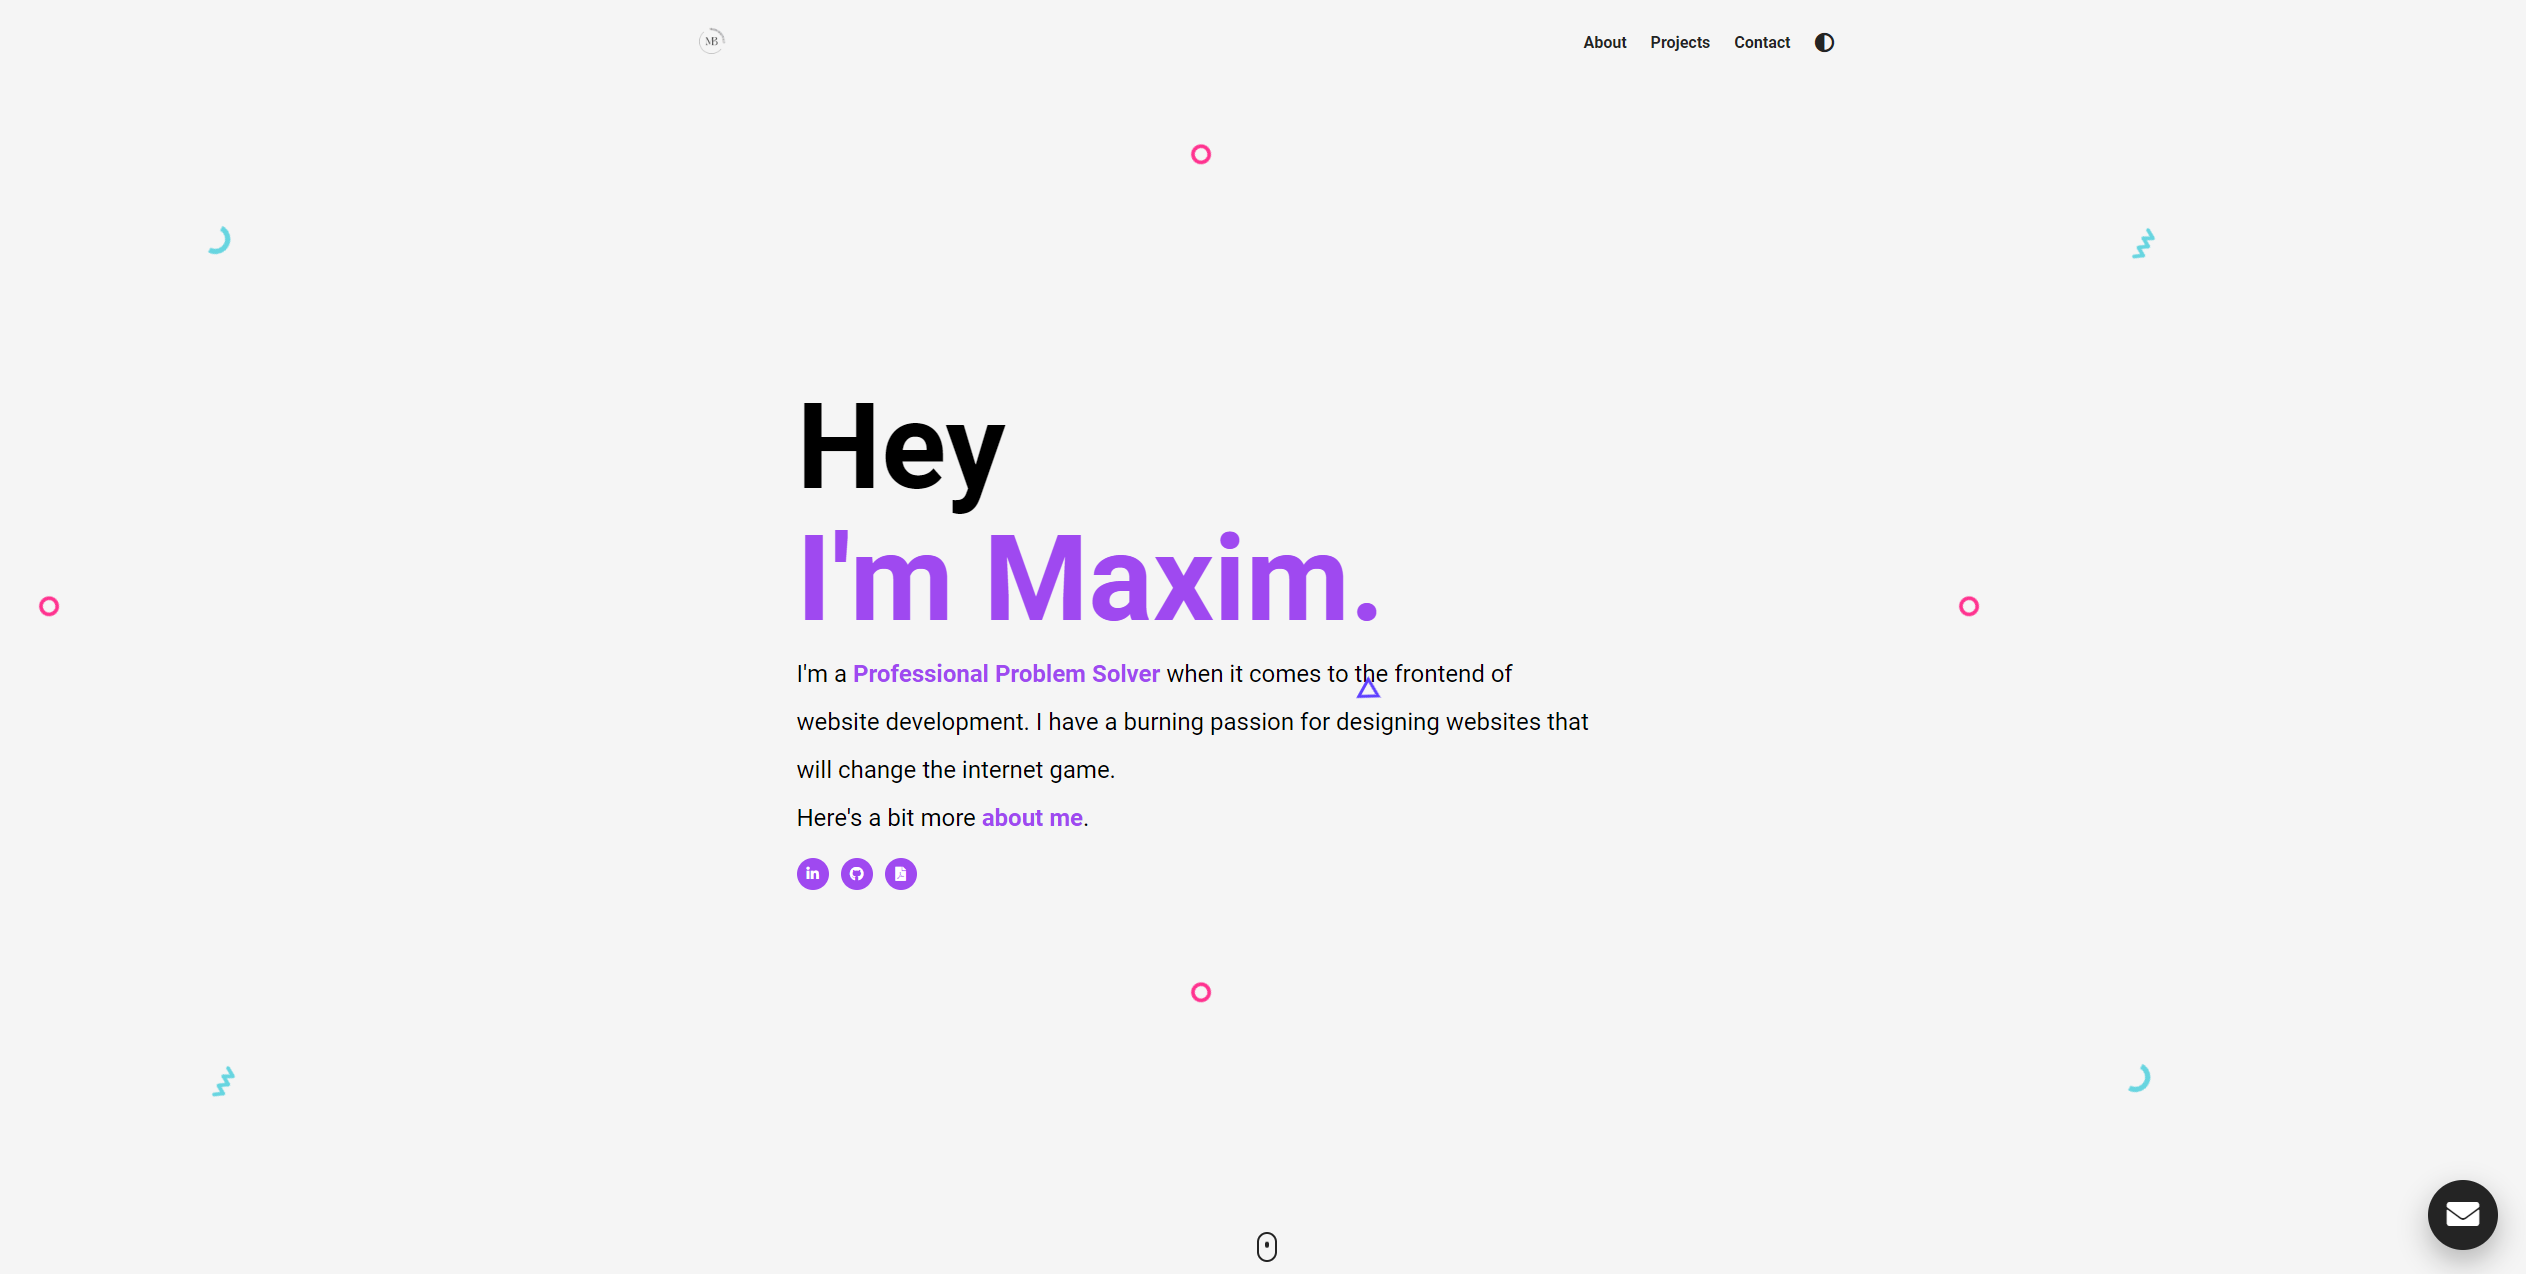 MB
About Projects Contact
Hey
I'm Maxim.
I'm a Professional Problem Solver when it comes to the frontend of
website development. I have a burning passion for designing websites that
will change the internet game.
Here's a bit more about me.
in